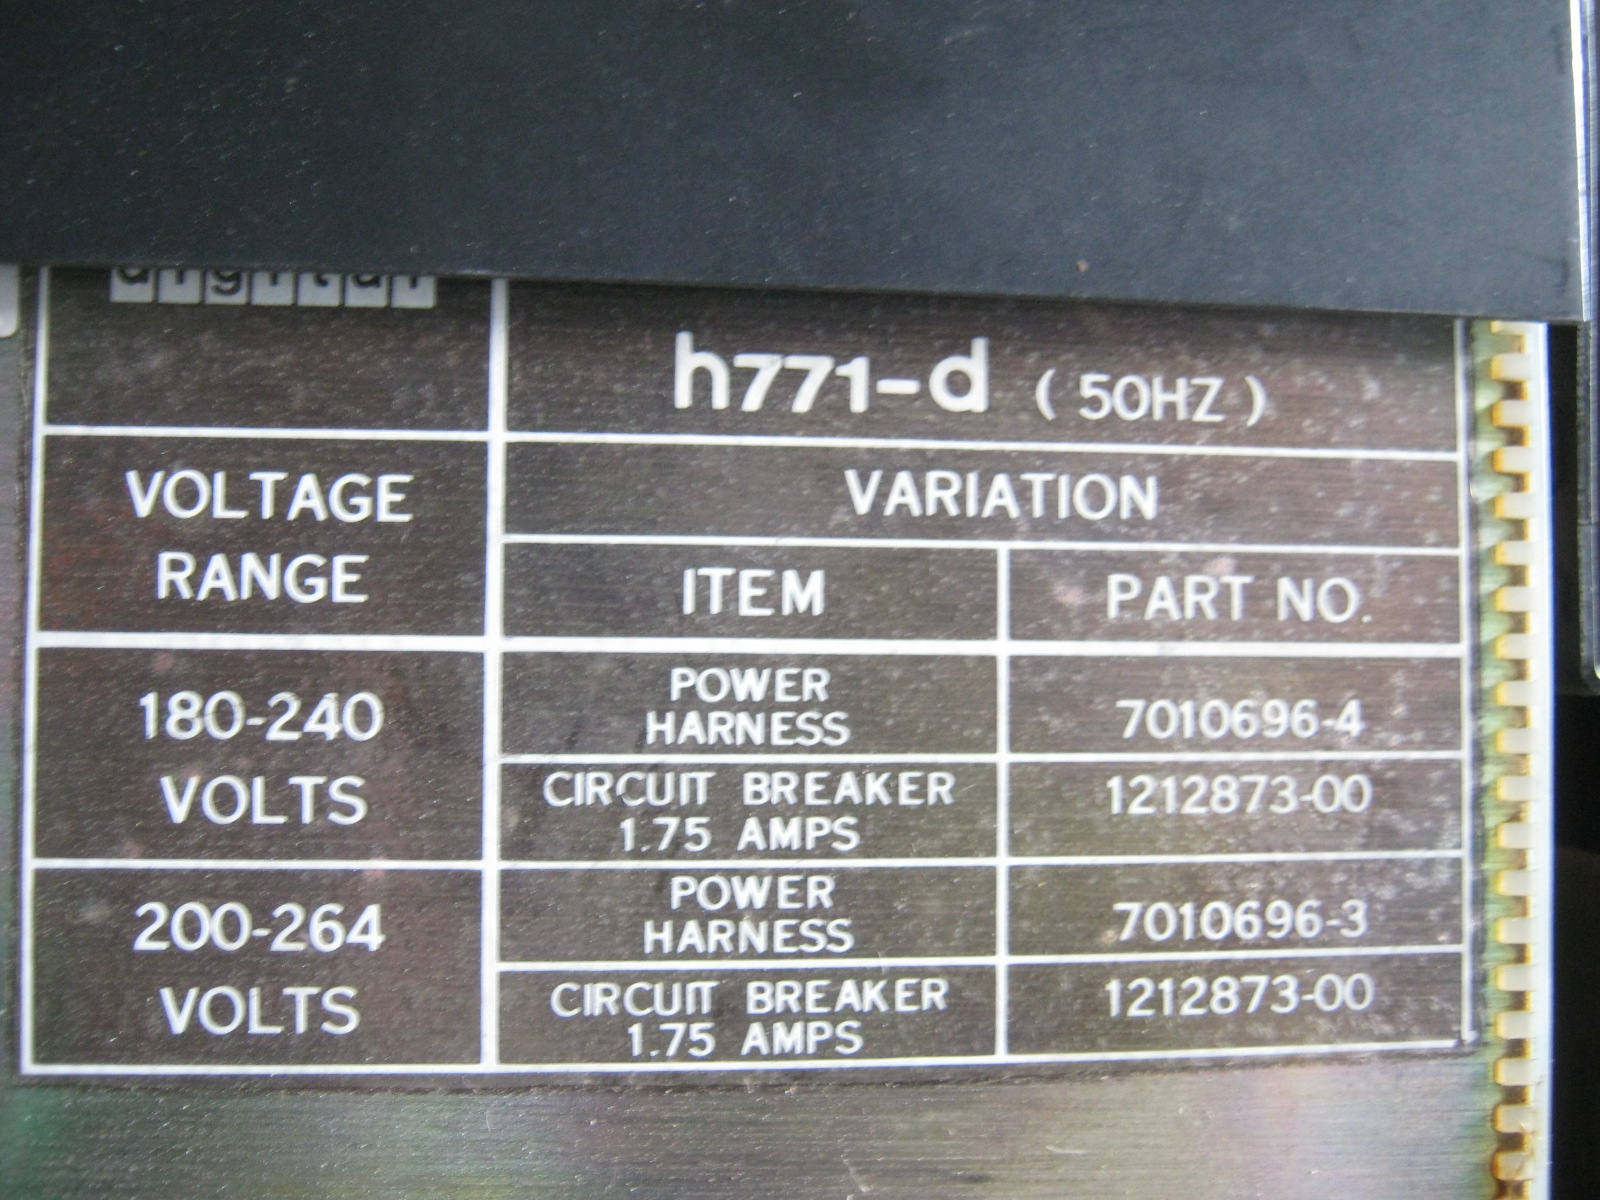 digital
h771-d (50HZ)
VOLTAGE
RANGE
VARIATION
ITEM
PART NO.
180-240
VOLTS
POWER
HARNESS
7010696-4
CIRCUIT BREAKER
1.75 AMPS
1212873-00
200-264
VOLTS
POWER
HARNESS
7010696-3
CIRCUIT BREAKER
1.75 AMPS
1212873-00